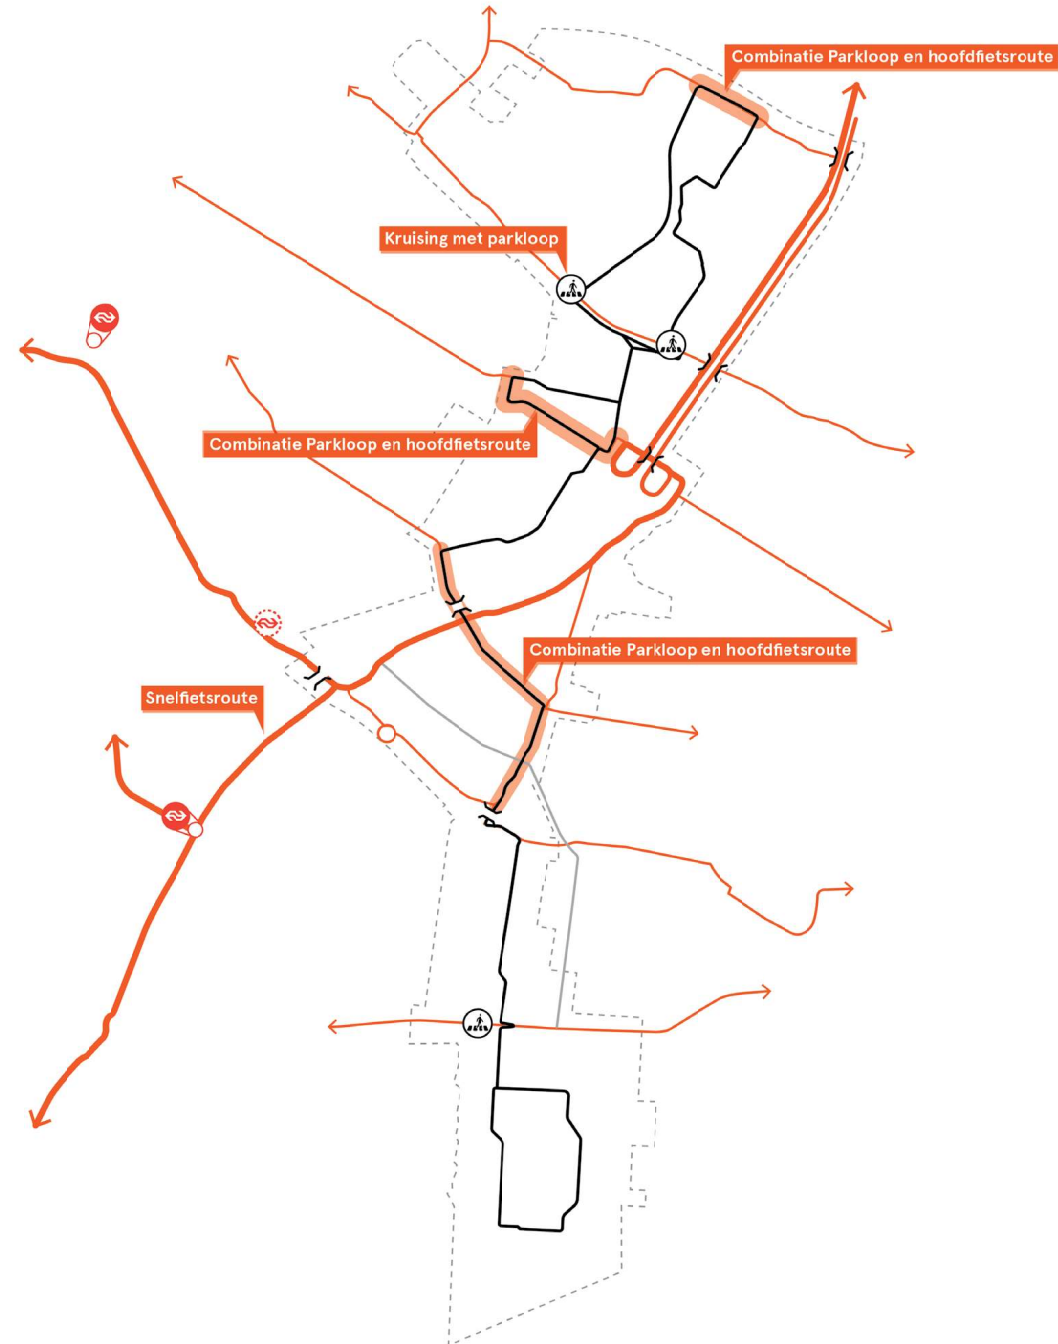 Combinatie Parkloop en hoofdfietsroute
Kruising met parkloop
Combinatie Parkloop en hoofdfietsroute
Combinatie Parkloop en hoofdfietsroute
Snelfietsroute